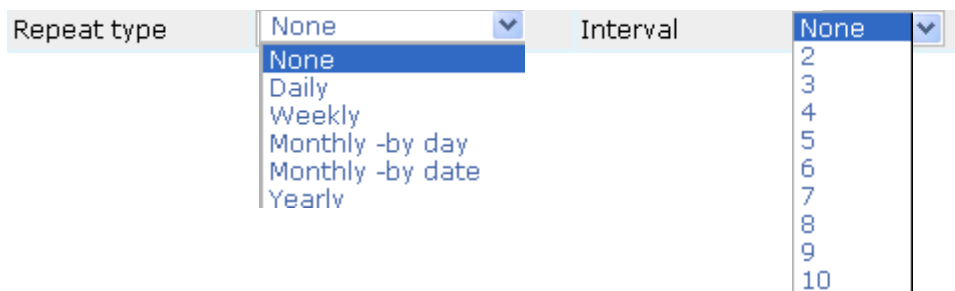 Repeat type None Interval None
None
Daily
Weekly
Monthly -by day
Monthly -by date
Yearly
2
3
4
5
6
7
8
9
10